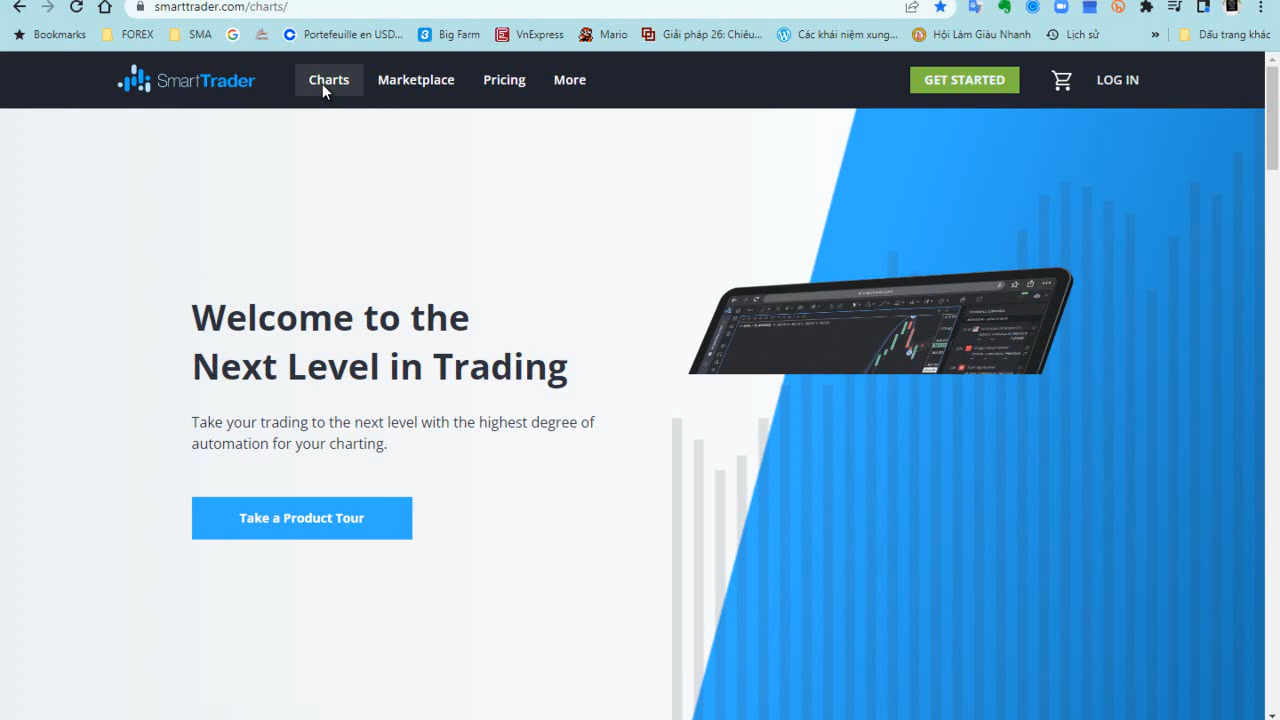 smarttrader.com/charts/
Bookmarks FOREX SMA Portefeuille en USD... Big Farm VnExpress Mario Giải pháp 26: Chiêu... Các khái niệm xung... Hội Làm Giàu Nhanh Lịch sử » Dấu trang khác
SmartTrader Charts Marketplace Pricing More GET STARTED LOG IN
Welcome to the
Next Level in Trading
Take your trading to the next level with the highest degree of
automation for your charting.
Take a Product Tour